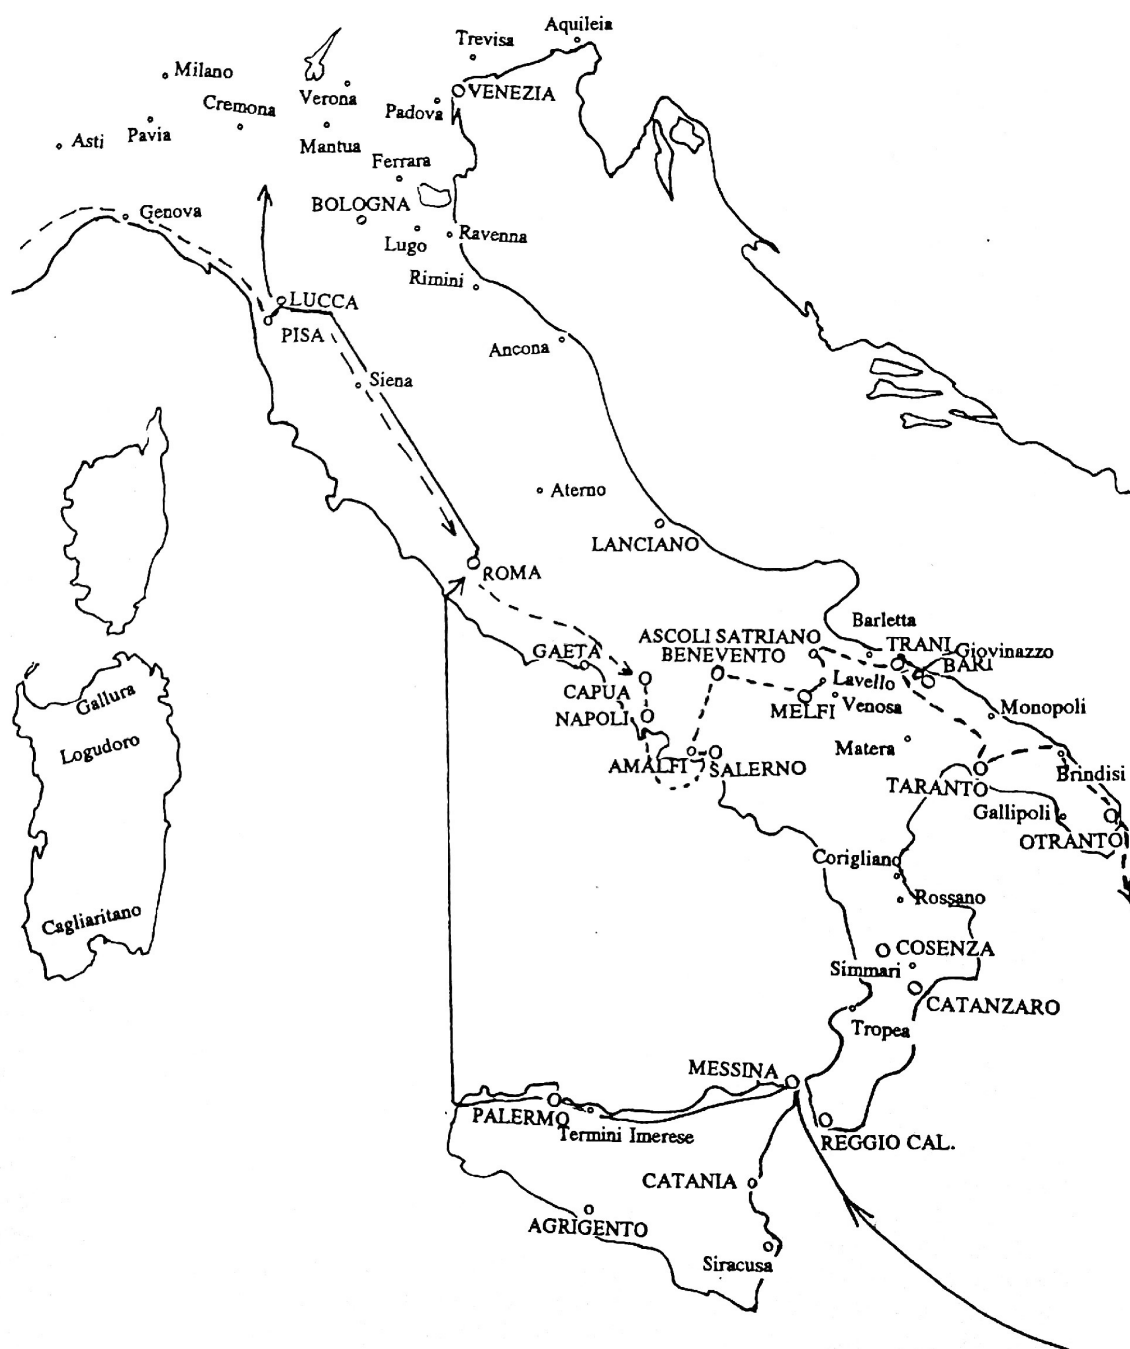 Aquileia
Trevisa
Milano
Verona
VENEZIA
Cremona
Padova
Asti
Pavia
Mantua
Ferrara
BOLOGNA
Genova
Lugo
Ravenna
Rimini
LUCCA
PISA
Ancona
Siena
Aterno
LANCIANO
ROMA
Barletta
ASCOLI SATRIANO
TRANI
Giovinazzo
GAETA
BENEVENTO
BARI
CAPUA
Lavello
Gallura
NAPOLI
MELFI
Venosa
Monopoli
Logudoro
Matera
AMALFI
SALERNO
Brindisi
TARANTO
Gallipoli
OTRANTO
Corigliano
Rossano
Cagliaritano
COSENZA
Simmari
CATANZARO
Tropea
MESSINA
PALERMO
Termini Imerese
REGGIO CAL.
CATANIA
AGRIGENTO
Siracusa